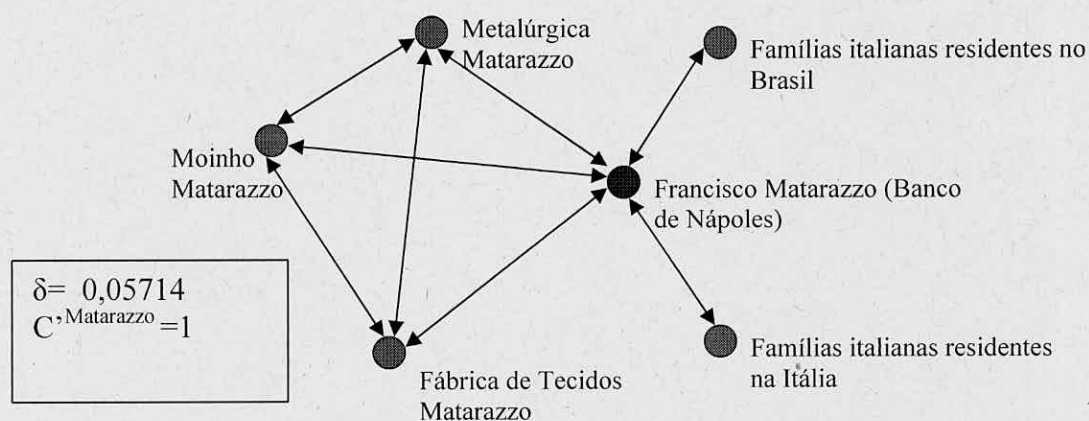 Metalúrgica
Matarazzo
Famílias italianas residentes no
Brasil
Moinho
Matarazzo
Francisco Matarazzo (Banco
de Nápoles)
δ= 0,05714
C’Matarazzo =1
Fábrica de Tecidos
Matarazzo
Famílias italianas residentes
na Itália